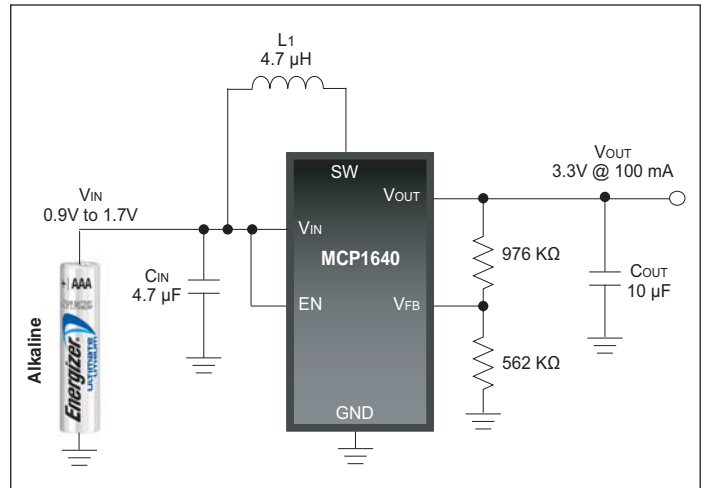 L1
4.7 µH
SW
VOUT
3.3V @ 100 mA
VOUT
VIN
0.9V to 1.7V
VIN
MCP1640
976 KΩ
CIN
4.7 µF
COUT
10 µF
EN
VFB
562 KΩ
GND
Alkaline
+ AAA
Energizer
ULTIMATE LITHIUM